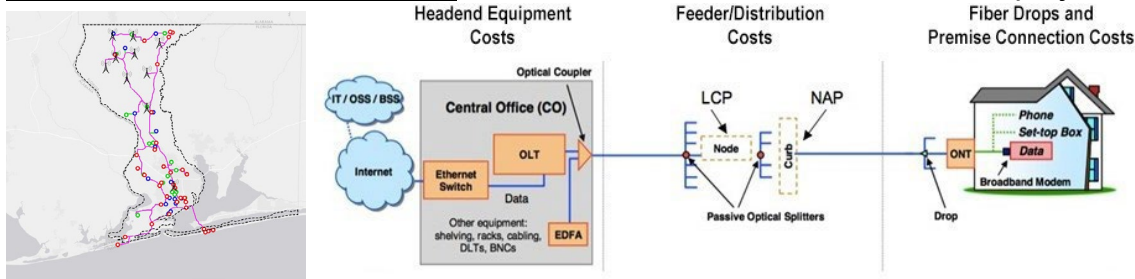 Headend Equipment
Costs
Feeder/Distribution
Costs
Fiber Drops and
Premise Connection Costs
Optical Coupler
IT / OSS / BSS
Central Office (CO)
LCP
NAP
Phone
Set-top Box
Data
Node
Curb
OLT
ONT
Internet
Ethernet
Switch
Data
Broadband Modem
Passive Optical Splitters
Drop
Other equipment:
shelving, racks, cabling,
DLTs, BNCs
EDFA